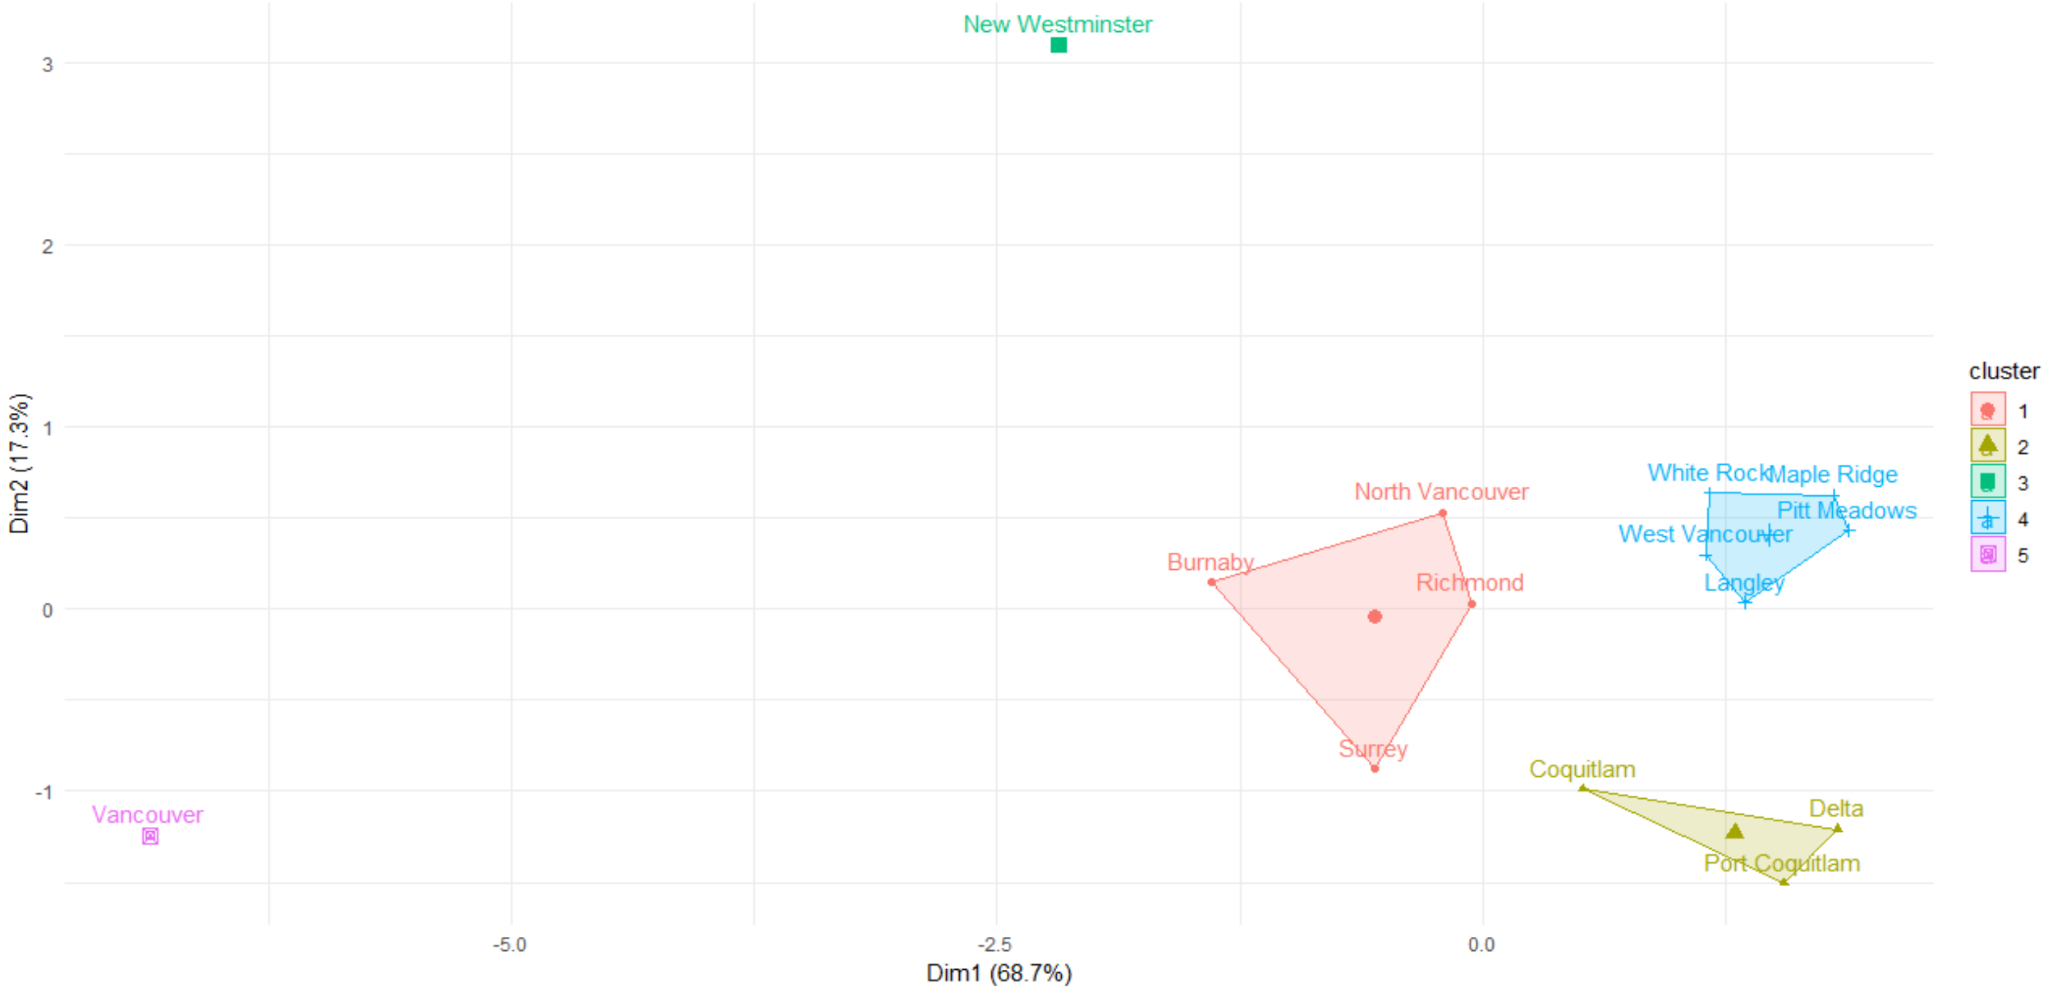 New Westminster
3
2
1
0
-1
Dim2 (17.3%)
White Rock
Maple Ridge
Pitt Meadows
West Vancouver
Langley
North Vancouver
Burnaby
Richmond
Surrey
Coquitlam
Delta
Port Coquitlam
Vancouver
-5.0
-2.5
0.0
Dim1 (68.7%)
cluster
a 1
a 2
a 3
a 4
a 5